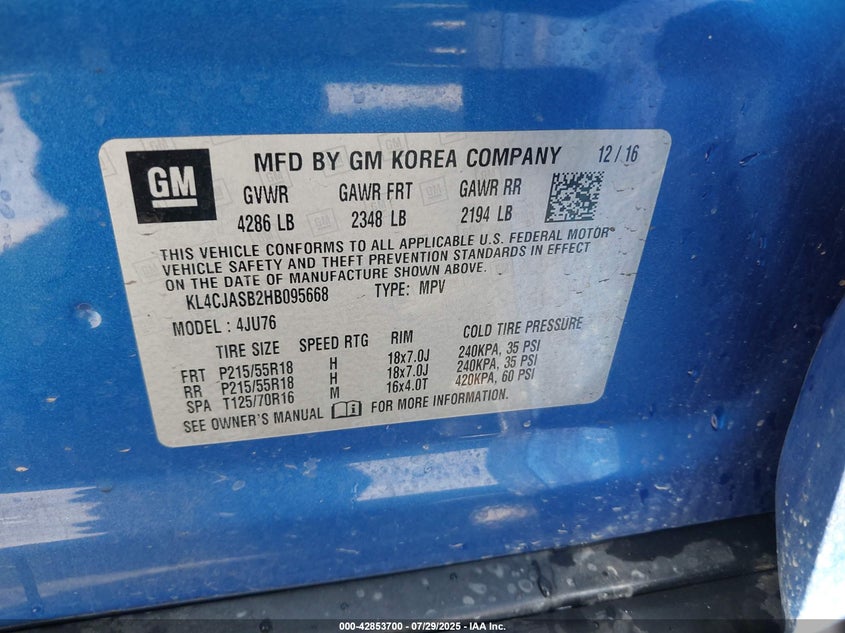 GM
MFD BY GM KOREA COMPANY 12 / 16
GVWR GAWR FRT GAWR RR
4286 LB 2348 LB 2194 LB
THIS VEHICLE CONFORMS TO ALL APPLICABLE U.S. FEDERAL MOTOR
VEHICLE SAFETY AND THEFT PREVENTION STANDARDS IN EFFECT
ON THE DATE OF MANUFACTURE SHOWN ABOVE.
KL4CJASB2HB095668 TYPE: MPV
MODEL : 4JU76
TIRE SIZE SPEED RTG RIM COLD TIRE PRESSURE
FRT P215/55R18 H 18x7.0J 240KPA, 35 PSI
RR P215/55R18 H 18x7.0J 240KPA, 35 PSI
SPA T125/70R16 M 16x4.0T 420KPA, 60 PSI
SEE OWNER'S MANUAL FOR MORE INFORMATION.
000-42853700 - 07/29/2025 - IAA Inc.